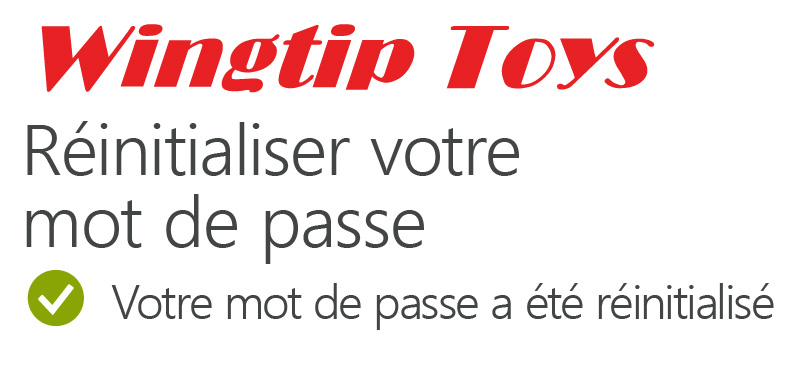 Wingtip Toys
Réinitialiser votre
mot de passe
Votre mot de passe a été réinitialisé